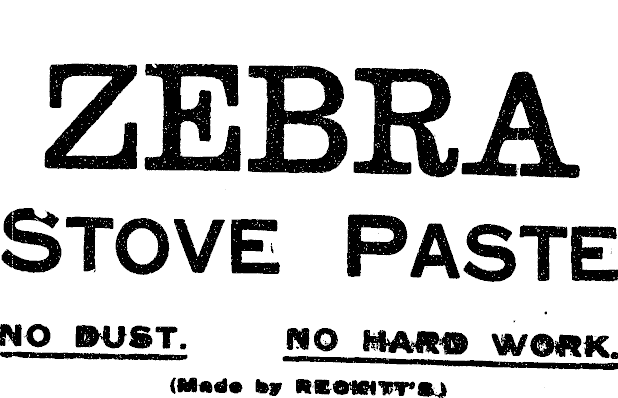 ZEBRA
STOVE PASTE
NO DUST. NO HARD WORK.
(Made by RECKITT'S.)